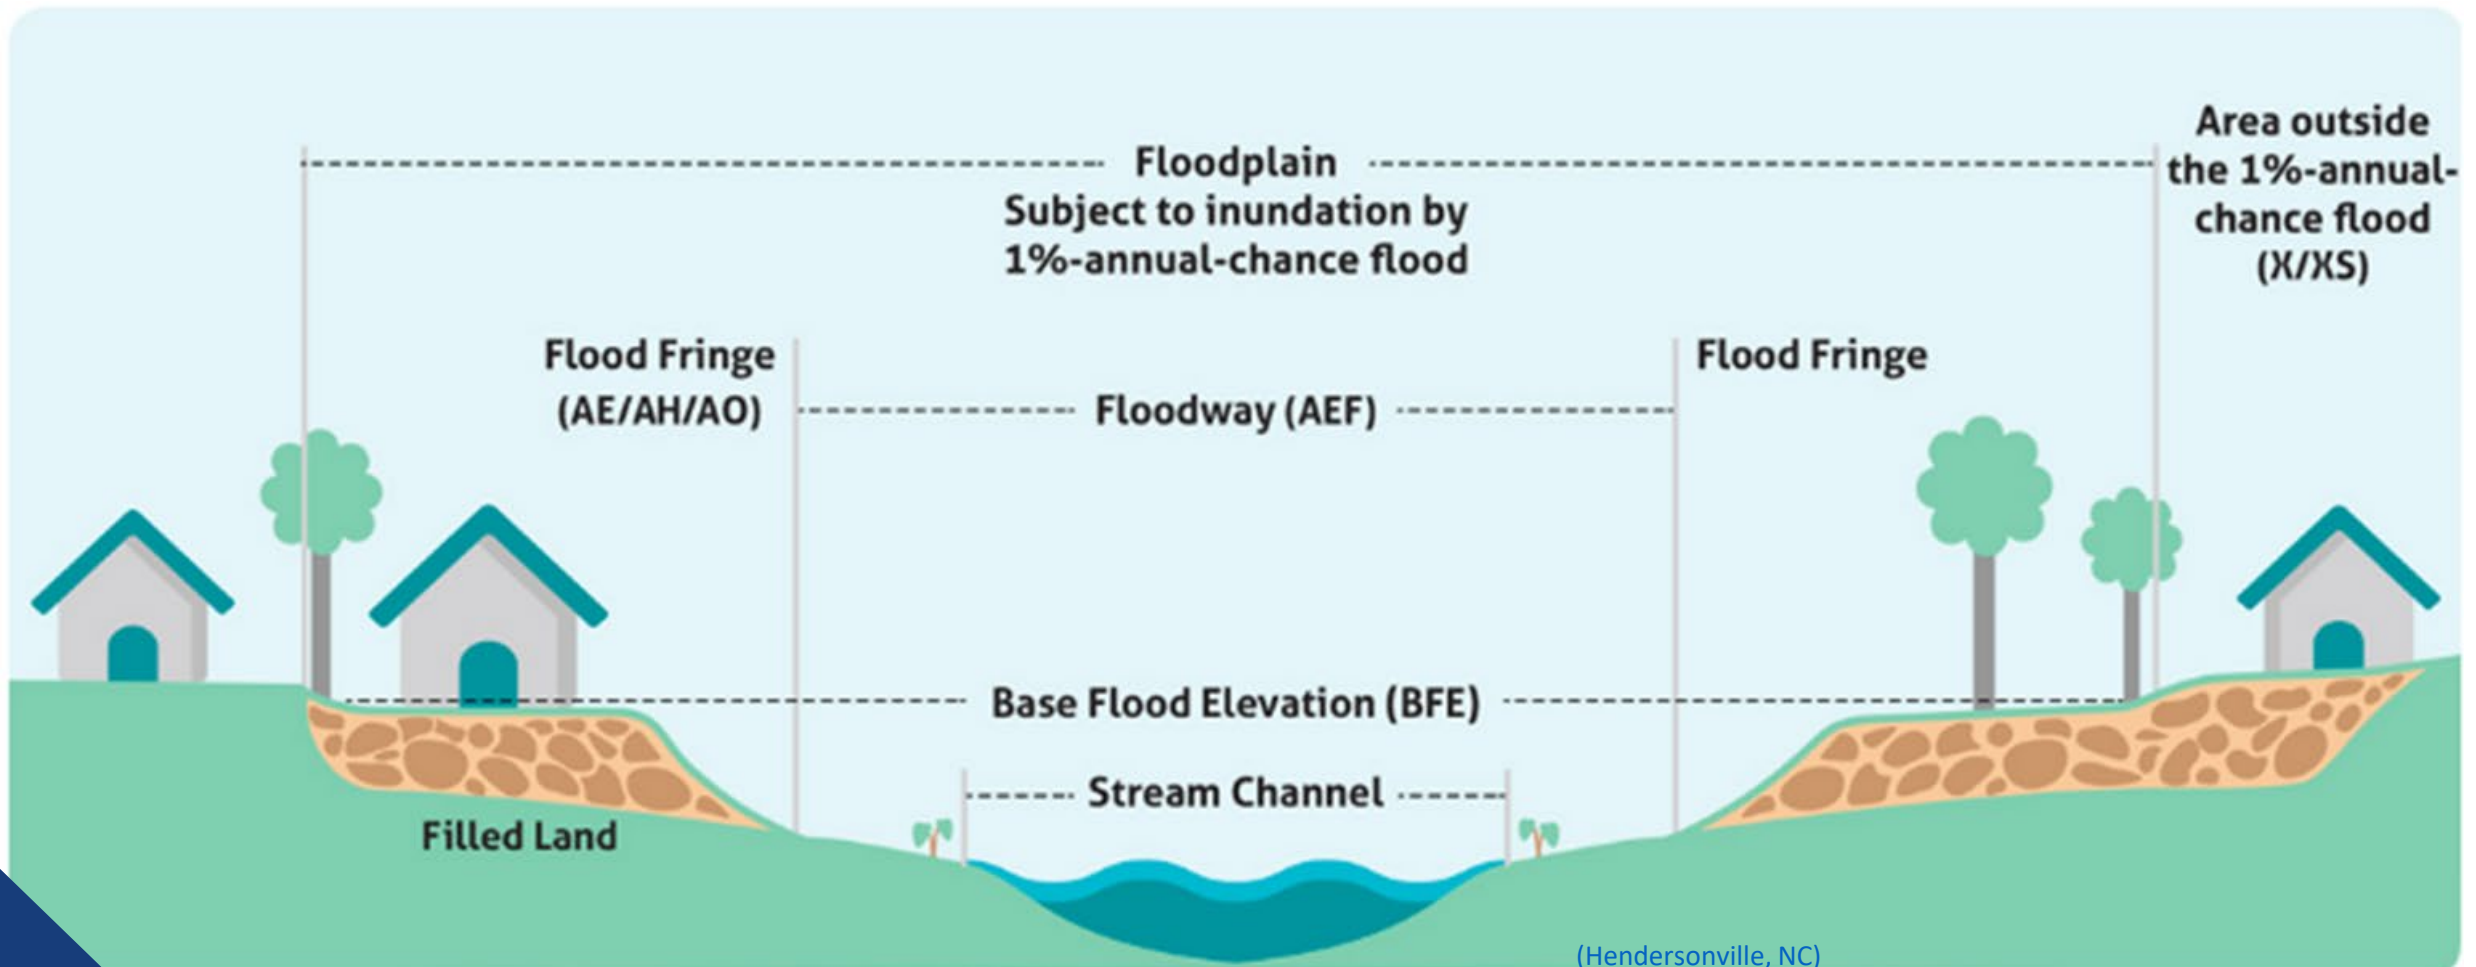 Floodplain
Subject to inundation by
1%-annual-chance flood
Area outside
the 1%-annual-
chance flood
(X/XS)
Flood Fringe
(AE/AH/AO)
Floodway (AEF)
Flood Fringe
Base Flood Elevation (BFE)
Stream Channel
Filled Land
(Hendersonville, NC)